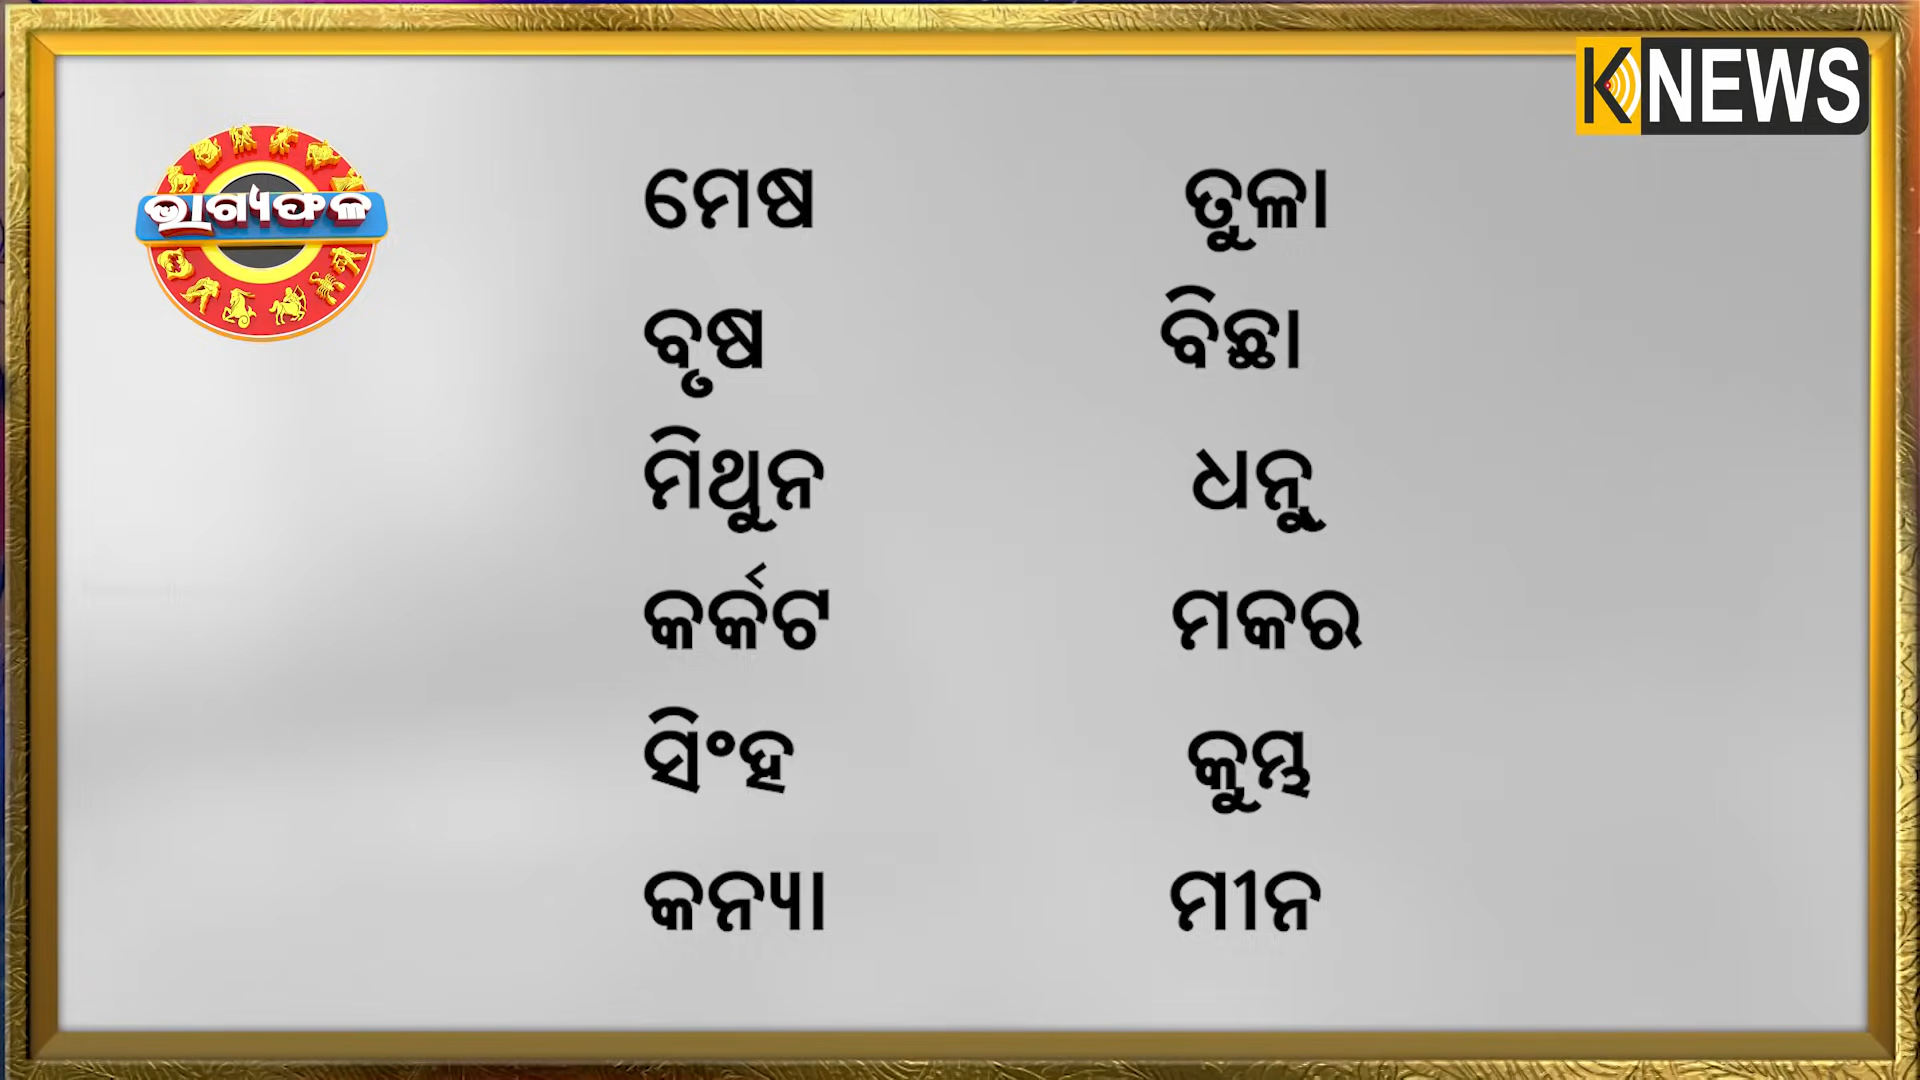 KNEWS
ଭାଗ୍ୟଫଳ
ମେଷ ତୁଳା
ବୃଷ ବିଛା
ମିଥୁନ ଧନୁ
କର୍କଟ ମକର
ସିଂହ କୁମ୍ଭ
କନ୍ୟା ମୀନ